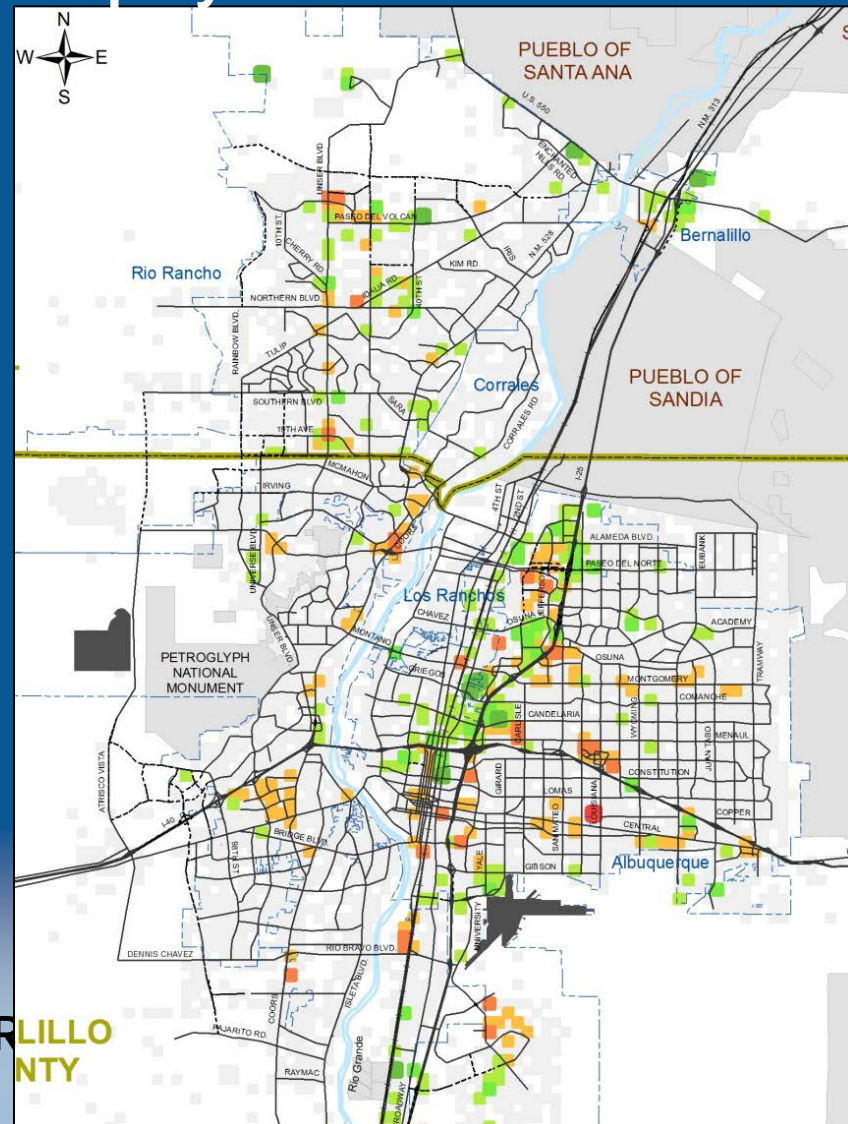 N
W E
S
PUEBLO OF
SANTA ANA
U.S. 550
N.M. 313
ENCHANTED
HILLS RD.
UNSER BLVD
10TH ST.
PASEO DEL VOLCAN
Bernalillo
CHERRY RD.
IRIS
N.M. 528
Rio Rancho
KIM RD.
IDALIA RD.
40TH ST.
NORTHERN BLVD.
RAINBOW BLVD.
TULIP
PUEBLO OF
SANDIA
Corrales
SOUTHERN BLVD
SARA
CORRALES RD.
19TH AVE.
MCMAHON
I-25
IRVING
4TH ST
2ND ST
ALAMEDA BLVD.
EUBANK
UNIVERSE BLVD
COORS
PASEO DEL NORTE
Los Ranchos
JEFFERSON
CHAVEZ
OSUNA
ACADEMY
UNSER BLVD.
MONTANO
OSUNA
TRAMWAY
PETROGLYPH
NATIONAL
MONUMENT
GRIEGOS
MONTGOMERY
COMANCHE
CARLISLE
CANDELARIA
WYOMING
JUAN TABO
MENAUL
ATRISCO VISTA
CONSTITUTION
GIRARD
LOMAS
SAN MATEO
LOUISIANA
COPPER
I-40
CENTRAL
98TH ST
BRIDGE BLVD.
YALE
GIBSON
Albuquerque
UNIVERSITY
DENNIS CHAVEZ
RIO BRAVO BLVD.
ISLETA BLVD.
COORS
LILLO
NTY
PAJARITO RD.
RAYMAC
Rio Grande
BROADWAY